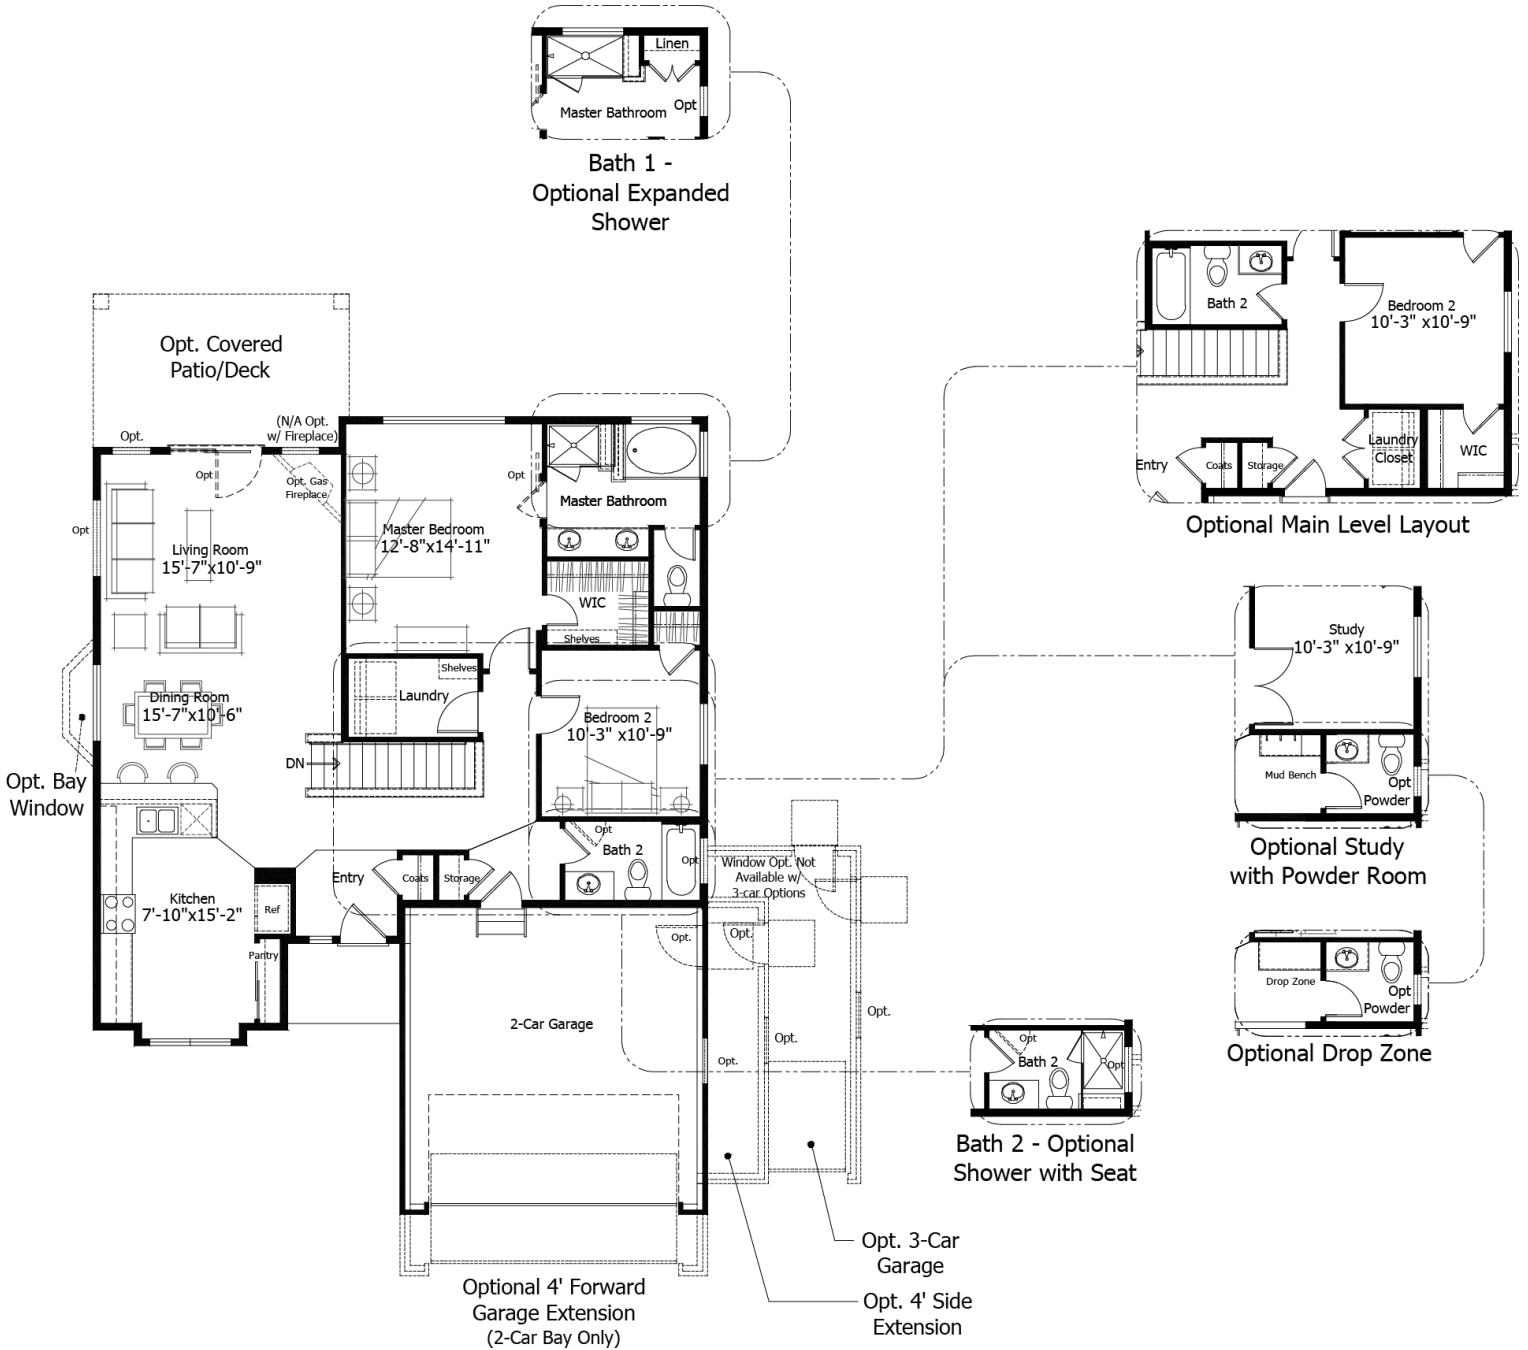 Linen
Master Bathroom
Opt
Bath 1 -
Optional Expanded
Shower
Opt. Covered
Patio/Deck
Opt.
(N/A Opt.
w/ Fireplace)
Opt
Opt. Gas
Fireplace
Opt
Living Room
15'-7"x10'-9"
Master Bedroom
12'-8"x14'-11"
Opt
Master Bathroom
WIC
Shelves
Shelves
Laundry
Dining Room
15'-7"x10'-6"
Bedroom 2
10'-3" x10'-9"
DN
Opt. Bay
Window
Opt
Bath 2
Opt
Entry
Coats
Storage
Kitchen
7'-10"x15'-2"
Ref
Pantry
Window Opt. Not
Available w/
3-car Options
Opt.
Opt.
2-Car Garage
Opt.
Opt.
Opt.
Optional 4' Forward
Garage Extension
(2-Car Bay Only)
Opt. 3-Car
Garage
Opt. 4' Side
Extension
Bath 2
Bedroom 2
10'-3" x10'-9"
Laundry
Closet
WIC
Entry
Coats
Storage
Optional Main Level Layout
Study
10'-3" x10'-9"
Mud Bench
Opt
Powder
Optional Study
with Powder Room
Drop Zone
Opt
Powder
Optional Drop Zone
Opt
Bath 2
Opt
Bath 2 - Optional
Shower with Seat